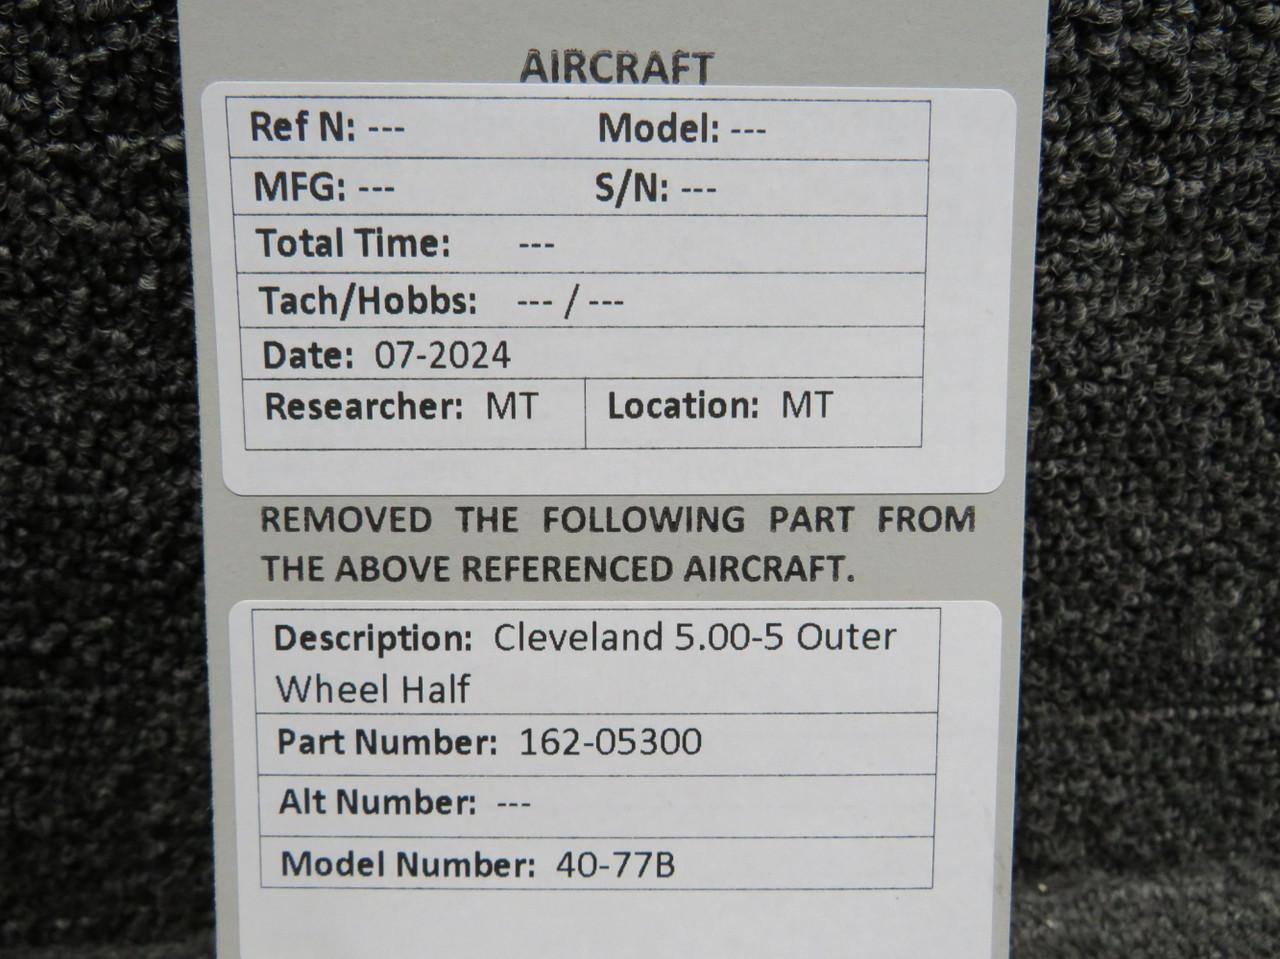 AIRCRAFT
Ref N: --- Model: ---
MFG: --- S/N: ---
Total Time: ---
Tach/Hobbs: --- / ---
Date: 07-2024
Researcher: MT Location: MT
REMOVED THE FOLLOWING PART FROM
THE ABOVE REFERENCED AIRCRAFT.
Description: Cleveland 5.00-5 Outer
Wheel Half
Part Number: 162-05300
Alt Number: ---
Model Number: 40-77B